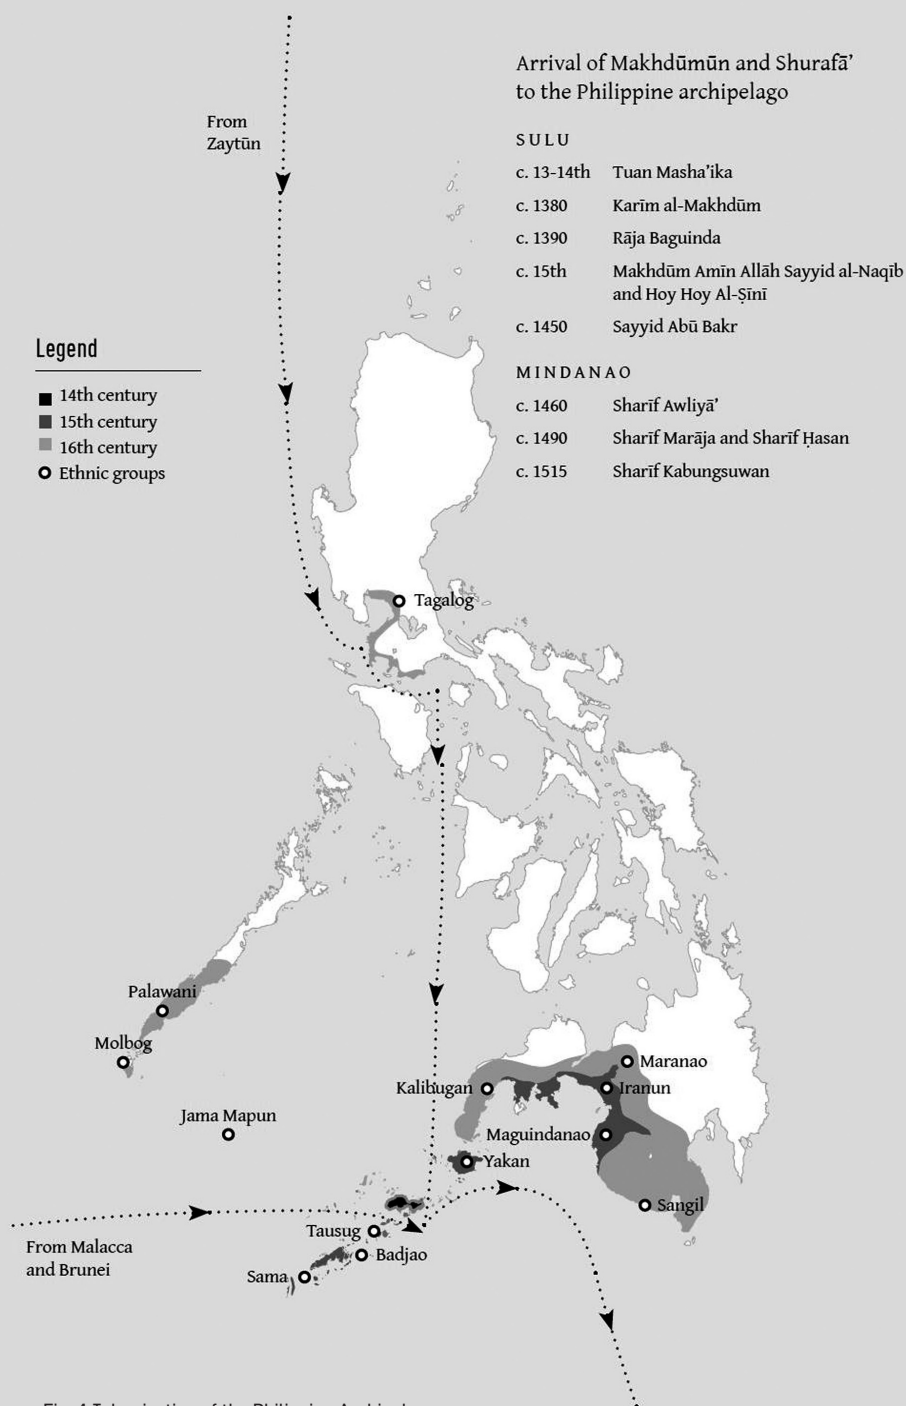 From
Zaytūn
Arrival of Makhdūmūn and Shurafā’
to the Philippine archipelago
SULU
c. 13-14th Tuan Masha’ika
c. 1380 Karīm al-Makhdūm
c. 1390 Rāja Baguinda
c. 15th Makhdūm Amīn Allāh Sayyid al-Naqīb
and Hoy Hoy Al-Ṣīnī
c. 1450 Sayyid Abū Bakr
MINDANAO
c. 1460 Sharīf Awliyā’
c. 1490 Sharīf Marāja and Sharīf Ḥasan
c. 1515 Sharīf Kabungsuwan
Legend
14th century
15th century
16th century
Ethnic groups
Tagalog
Palawani
Molbog
Jama Mapun
Kalibugan
Maranao
Iranun
Maguindanao
Yakan
Sangil
Tausug
Badjao
Sama
From Malacca
and Brunei